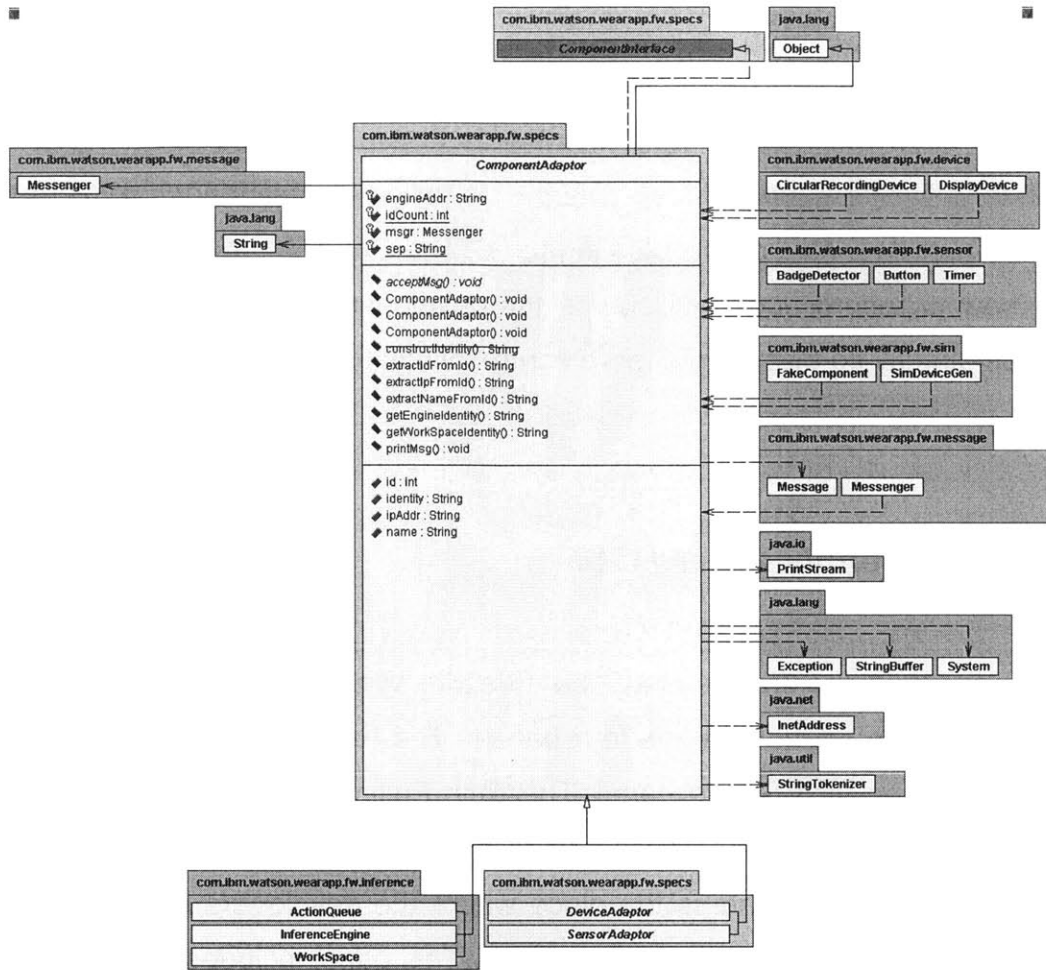 com.ibm.watson.wearapp.fw.specs
ComponentInterface
java.lang
Object
com.ibm.watson.wearapp.fw.specs
ComponentAdaptor
engineAddr : String
idCount : int
msgr : Messenger
sep : String
acceptMsg() : void
ComponentAdaptor() : void
ComponentAdaptor() : void
ComponentAdaptor() : void
constructIdentity() : String
extractIdFromId() : String
extractIpFromId() : String
extractNameFromId() : String
getEngineIdentity() : String
getWorkSpaceIdentity() : String
printMsg() : void
id : int
identity : String
ipAddr : String
name : String
com.ibm.watson.wearapp.fw.message
Messenger
java.lang
String
com.ibm.watson.wearapp.fw.device
CircularRecordingDevice DisplayDevice
com.ibm.watson.wearapp.fw.sensor
BadgeDetector Button Timer
com.ibm.watson.wearapp.fw.sim
FakeComponent SimDeviceGen
com.ibm.watson.wearapp.fw.message
Message Messenger
java.io
PrintStream
java.lang
Exception StringBuffer System
java.net
InetAddress
java.util
StringTokenizer
com.ibm.watson.wearapp.fw.inference
ActionQueue
InferenceEngine
WorkSpace
com.ibm.watson.wearapp.fw.specs
DeviceAdaptor
SensorAdaptor